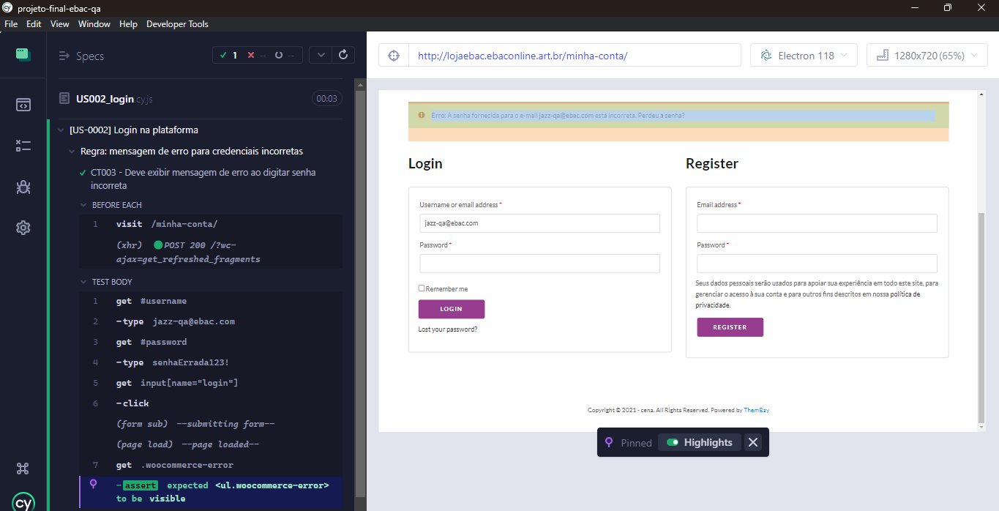 projeto-final-ebac-qa
File Edit View Window Help Developer Tools
Specs
1 -- --
http://lojaebac.ebaconline.art.br/minha-conta/
Electron 118
1280x720 (65%)
US002_login.cy.js
00:03
[US-0002] Login na plataforma
Regra: mensagem de erro para credenciais incorretas
CT003 - Deve exibir mensagem de erro ao digitar senha
incorreta
BEFORE EACH
1 visit /minha-conta/
(xhr) POST 200 /?wc-
ajax=get_refreshed_fragments
TEST BODY
1 get #username
2 -type jazz-qa@ebac.com
3 get #password
4 -type senhaErrada123!
5 get input[name="login"]
6 -click
(form sub) --submitting form--
(page load) --page loaded--
7 get .woocommerce-error
-assert expected <ul.woocommerce-error>
to be visible
cy
Erro: A senha fornecida para o e-mail jazz-qa@ebac.com está incorreta. Perdeu a senha?
Login
Username or email address *
jazz-qa@ebac.com
Password *
Remember me
LOGIN
Lost your password?
Register
Email address *
Password *
Seus dados pessoais serão usados para apoiar sua experiência em todo este site, para
gerenciar o acesso à sua conta e para outros fins descritos em nossa política de
privacidade.
REGISTER
Copyright © 2021 - cena. All Rights Reserved. Powered by ThemBay
Pinned
Highlights